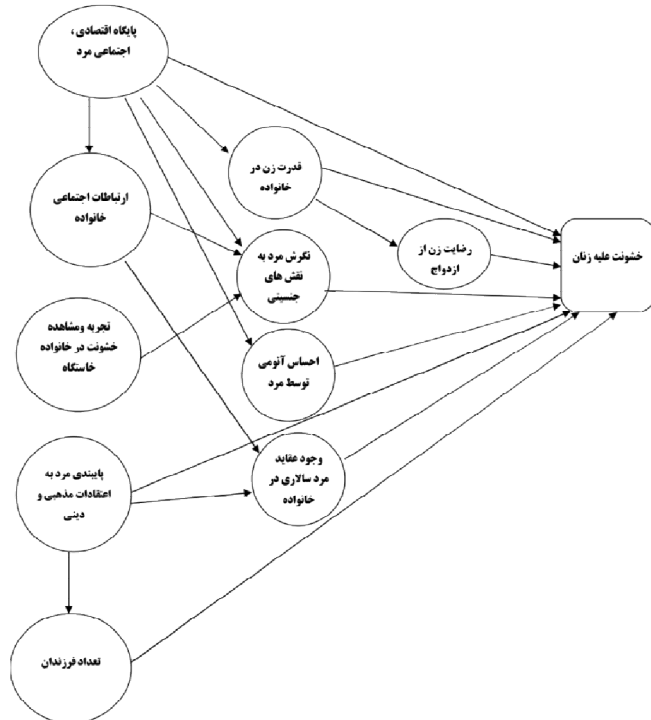 پایگاه اقتصادی ،
اجتماعی مرد
قدرت زن در
خانواده
ارتباطات اجتماعی
خانواده
رضایت زن از
ازدواج
خشونت علیه زنان
نگرش مرد به
نقش های
جنسیتی
تجربه ومشاهده
خشونت در خانواده
خاستگاه
احساس آنومی
توسط مرد
وجود عقاید
مرد سالاری در
خانواده
پایبندی مرد به
اعتقادات مذهبی و
دینی
تعداد فرزندان